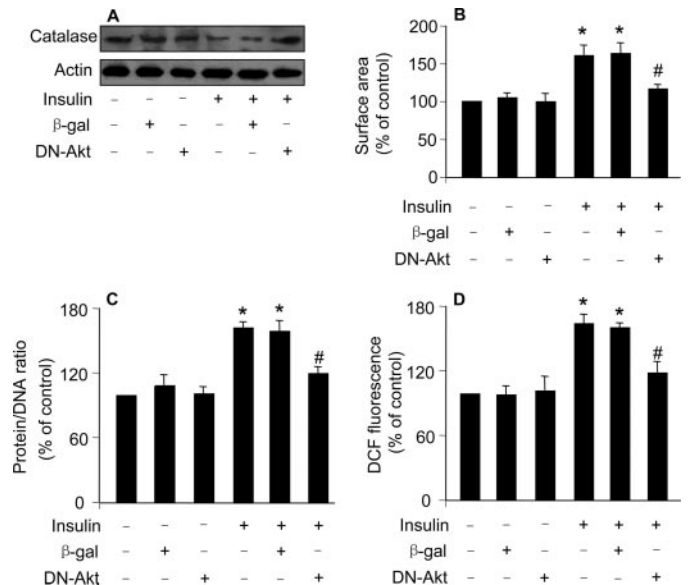 A
Catalase
Actin
Insulin – – – + + +
β-gal – + – – + –
DN-Akt – – + – – +
B
Surface area
(% of control)
200
150
100
50
0
* * #
Insulin – – – + + +
β-gal – + – – + –
DN-Akt – – + – – +
C
Protein/DNA ratio
(% of control)
180
120
60
0
* * #
Insulin – – – + + +
β-gal – + – – + –
DN-Akt – – + – – +
D
DCF fluorescence
(% of control)
180
120
60
0
* * #
Insulin – – – + + +
β-gal – + – – + –
DN-Akt – – + – – +